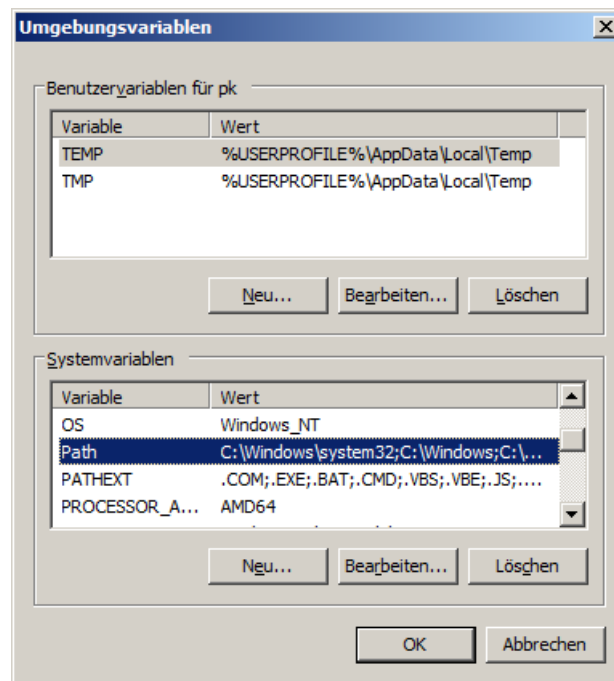 Umgebungsvariablen
Benutzervariablen für pk
Variable Wert
TEMP %USERPROFILE%\AppData\Local\Temp
TMP %USERPROFILE%\AppData\Local\Temp
Neu... Bearbeiten... Löschen
Systemvariablen
Variable Wert
OS Windows_NT
Path C:\Windows\system32;C:\Windows;C:\...
PATHEXT .COM;.EXE;.BAT;.CMD;.VBS;.VBE;.JS;....
PROCESSOR_A... AMD64
Neu... Bearbeiten... Löschen
OK Abbrechen